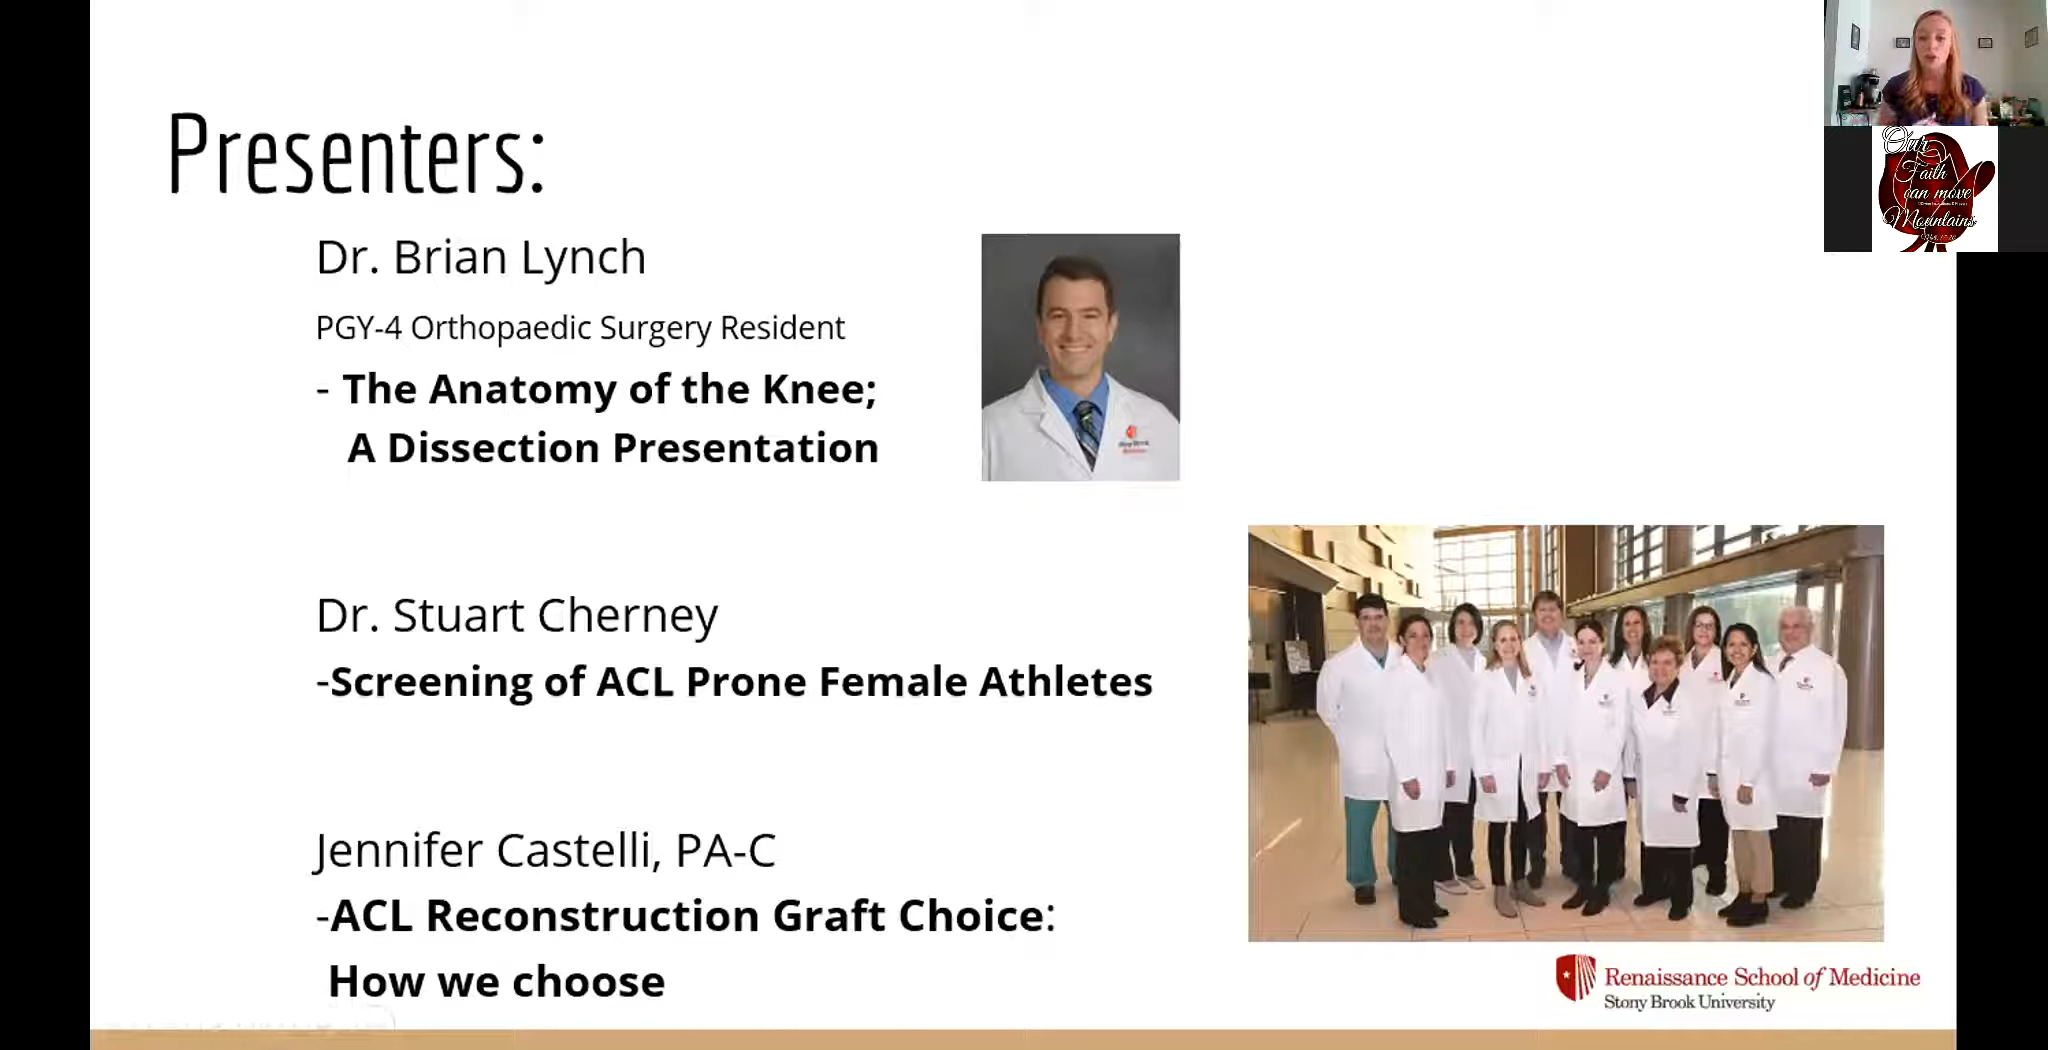 Presenters:
Dr. Brian Lynch
PGY-4 Orthopaedic Surgery Resident
- The Anatomy of the Knee;
A Dissection Presentation
Dr. Stuart Cherney
-Screening of ACL Prone Female Athletes
Jennifer Castelli, PA-C
-ACL Reconstruction Graft Choice:
How we choose
Renaissance School of Medicine
Stony Brook University
Our
Faith
can move
Mountains